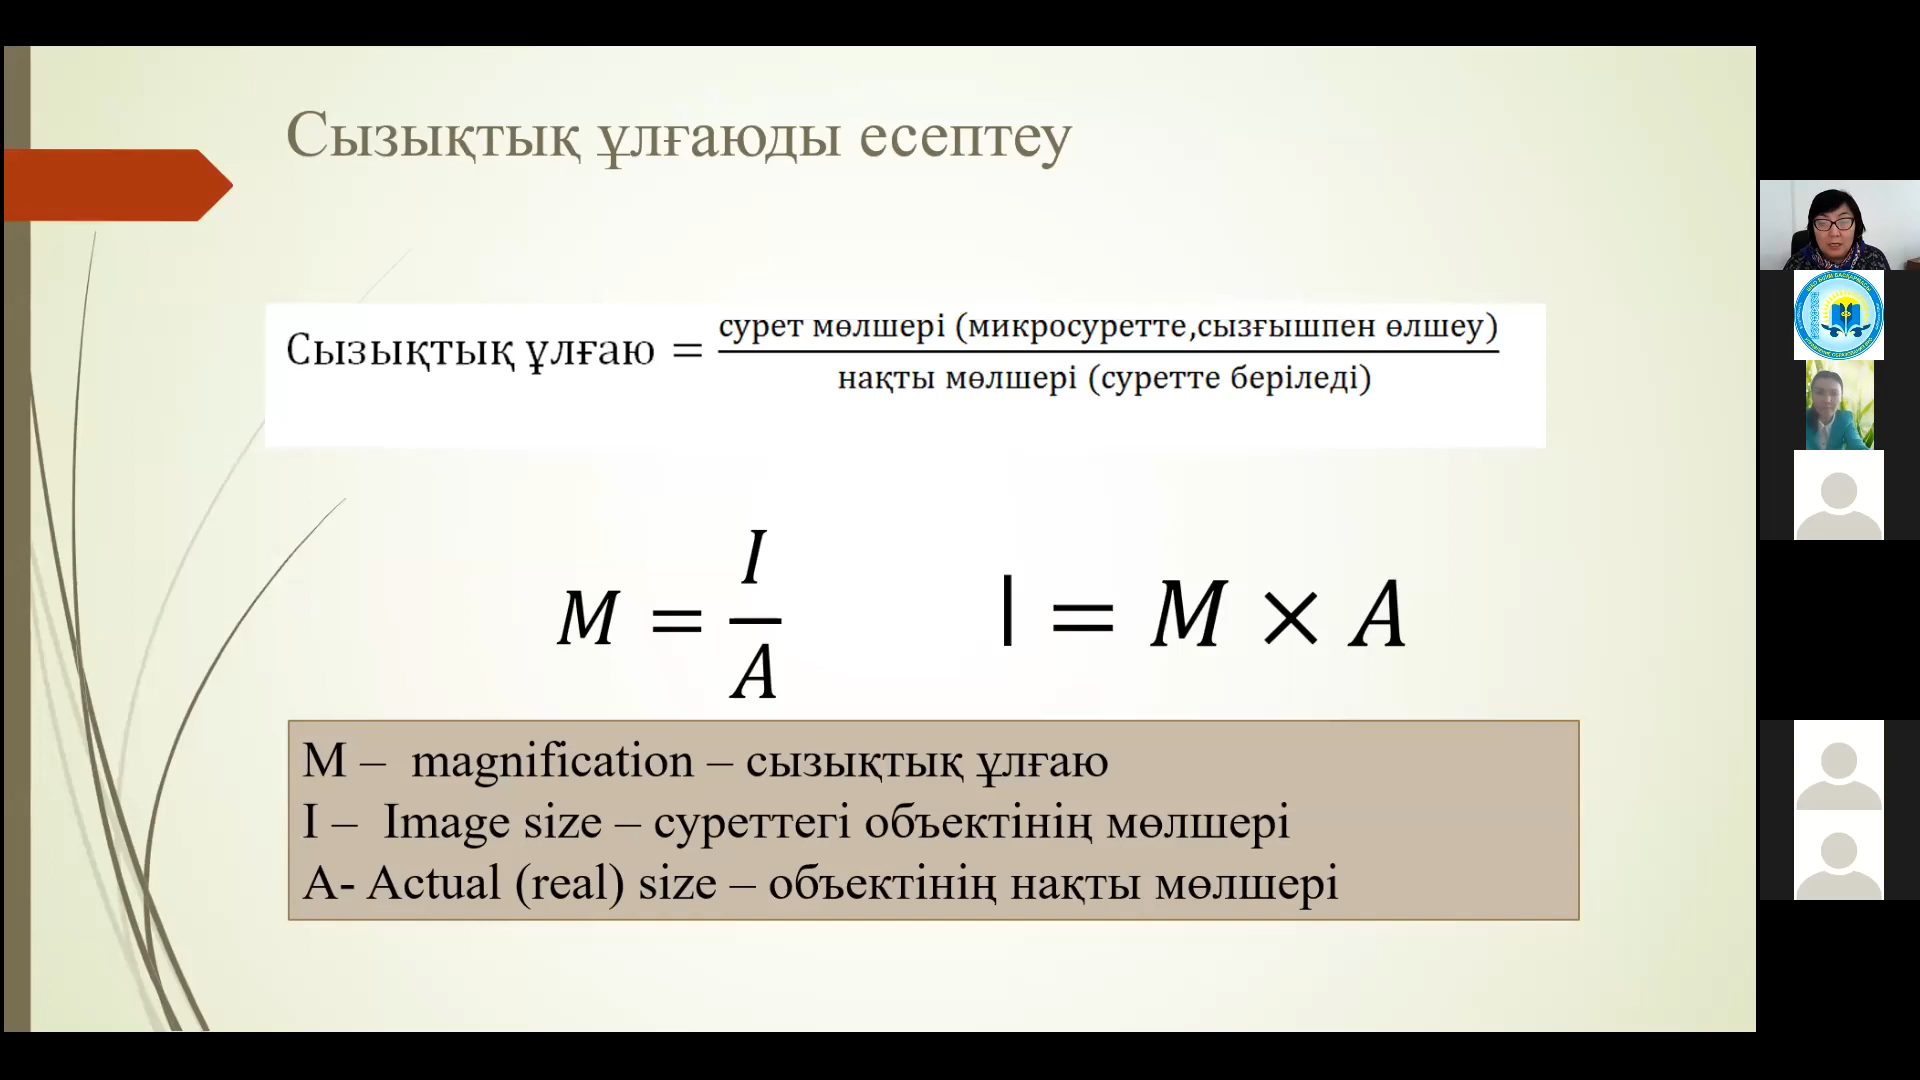 Сызықтық ұлғаюды есептеу
Сызықтық ұлғаю = сурет мөлшері (микросуретте,сызғышпен өлшеу) / нақты мөлшері (суретте беріледі)
M = I / A
I = M × A
M – magnification – сызықтық ұлғаю
I – Image size – суреттегі объектінің мөлшері
A- Actual (real) size – объектінің нақты мөлшері